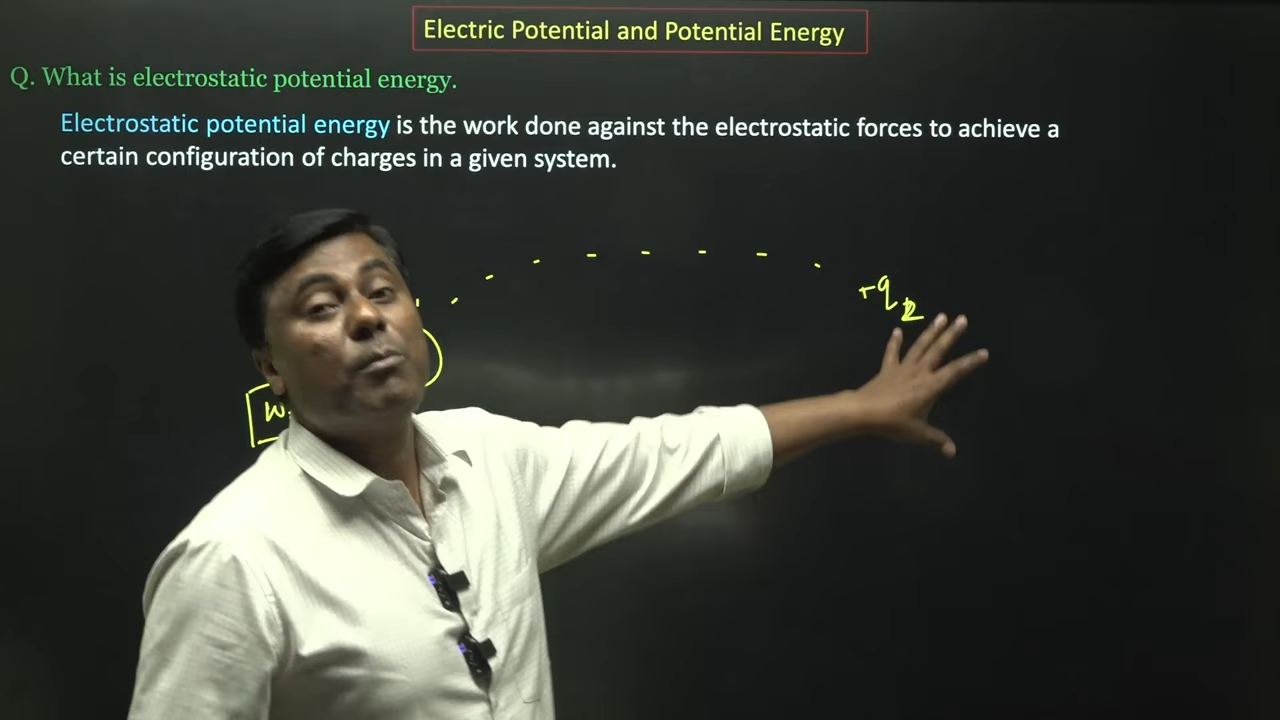 Electric Potential and Potential Energy
Q. What is electrostatic potential energy.
Electrostatic potential energy is the work done against the electrostatic forces to achieve a
certain configuration of charges in a given system.
+q2
W